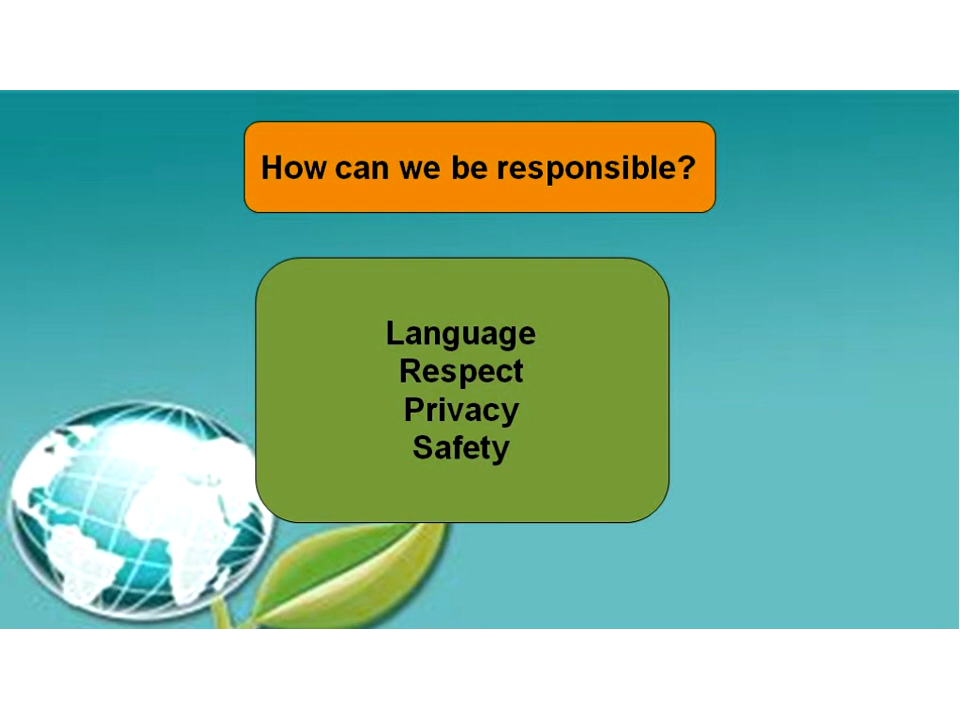 How can we be responsible?
Language
Respect
Privacy
Safety